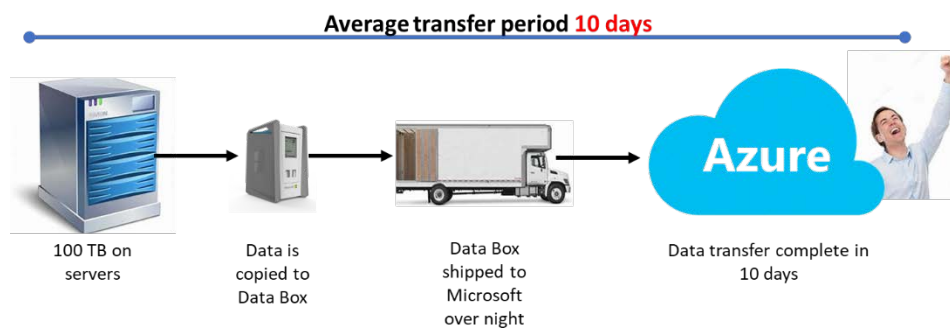 Average transfer period 10 days
Azure
100 TB on
servers
Data is
copied to
Data Box
Data Box
shipped to
Microsoft
over night
Data transfer complete in
10 days